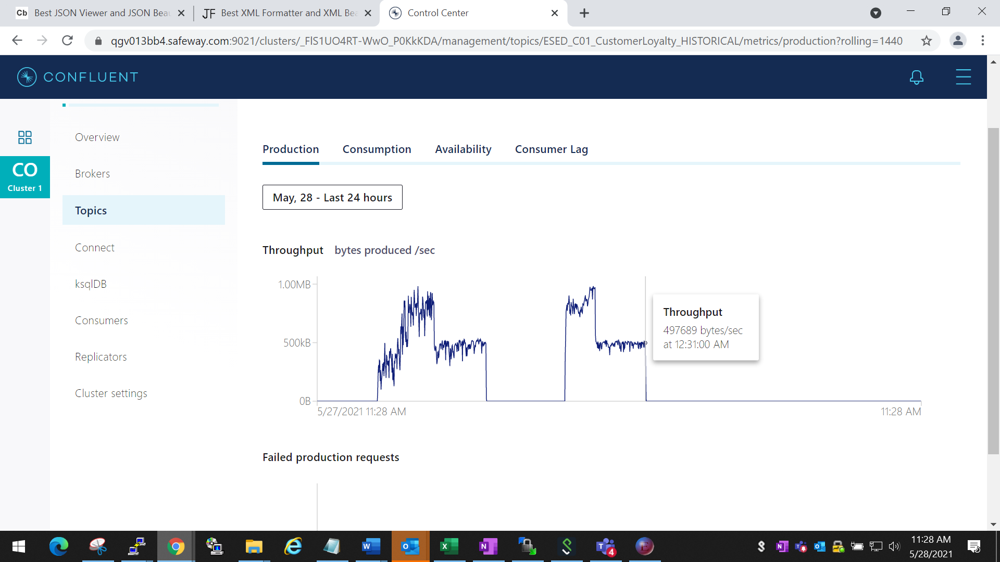 Cb Best JSON Viewer and JSON Beau
JF Best XML Formatter and XML Bea
Control Center
qgv013bb4.safeway.com:9021/clusters/_FlS1UO4RT-WwO_P0KkKDA/management/topics/ESED_C01_CustomerLoyalty_HISTORICAL/metrics/production?rolling=1440
CONFLUENT
CO
Cluster 1
Overview
Brokers
Topics
Connect
ksqlDB
Consumers
Replicators
Cluster settings
Production Consumption Availability Consumer Lag
May, 28 - Last 24 hours
Throughput bytes produced /sec
1.00MB
500kB
0B
5/27/2021 11:28 AM
11:28 AM
Throughput
497689 bytes/sec
at 12:31:00 AM
Failed production requests
4
11:28 AM
5/28/2021